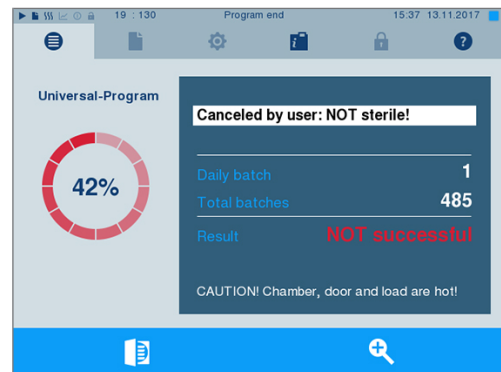 19 : 130 Program end 15:37 13.11.2017
Universal-Program
42%
Canceled by user: NOT sterile!
Daily batch 1
Total batches 485
Result NOT successful
CAUTION! Chamber, door and load are hot!